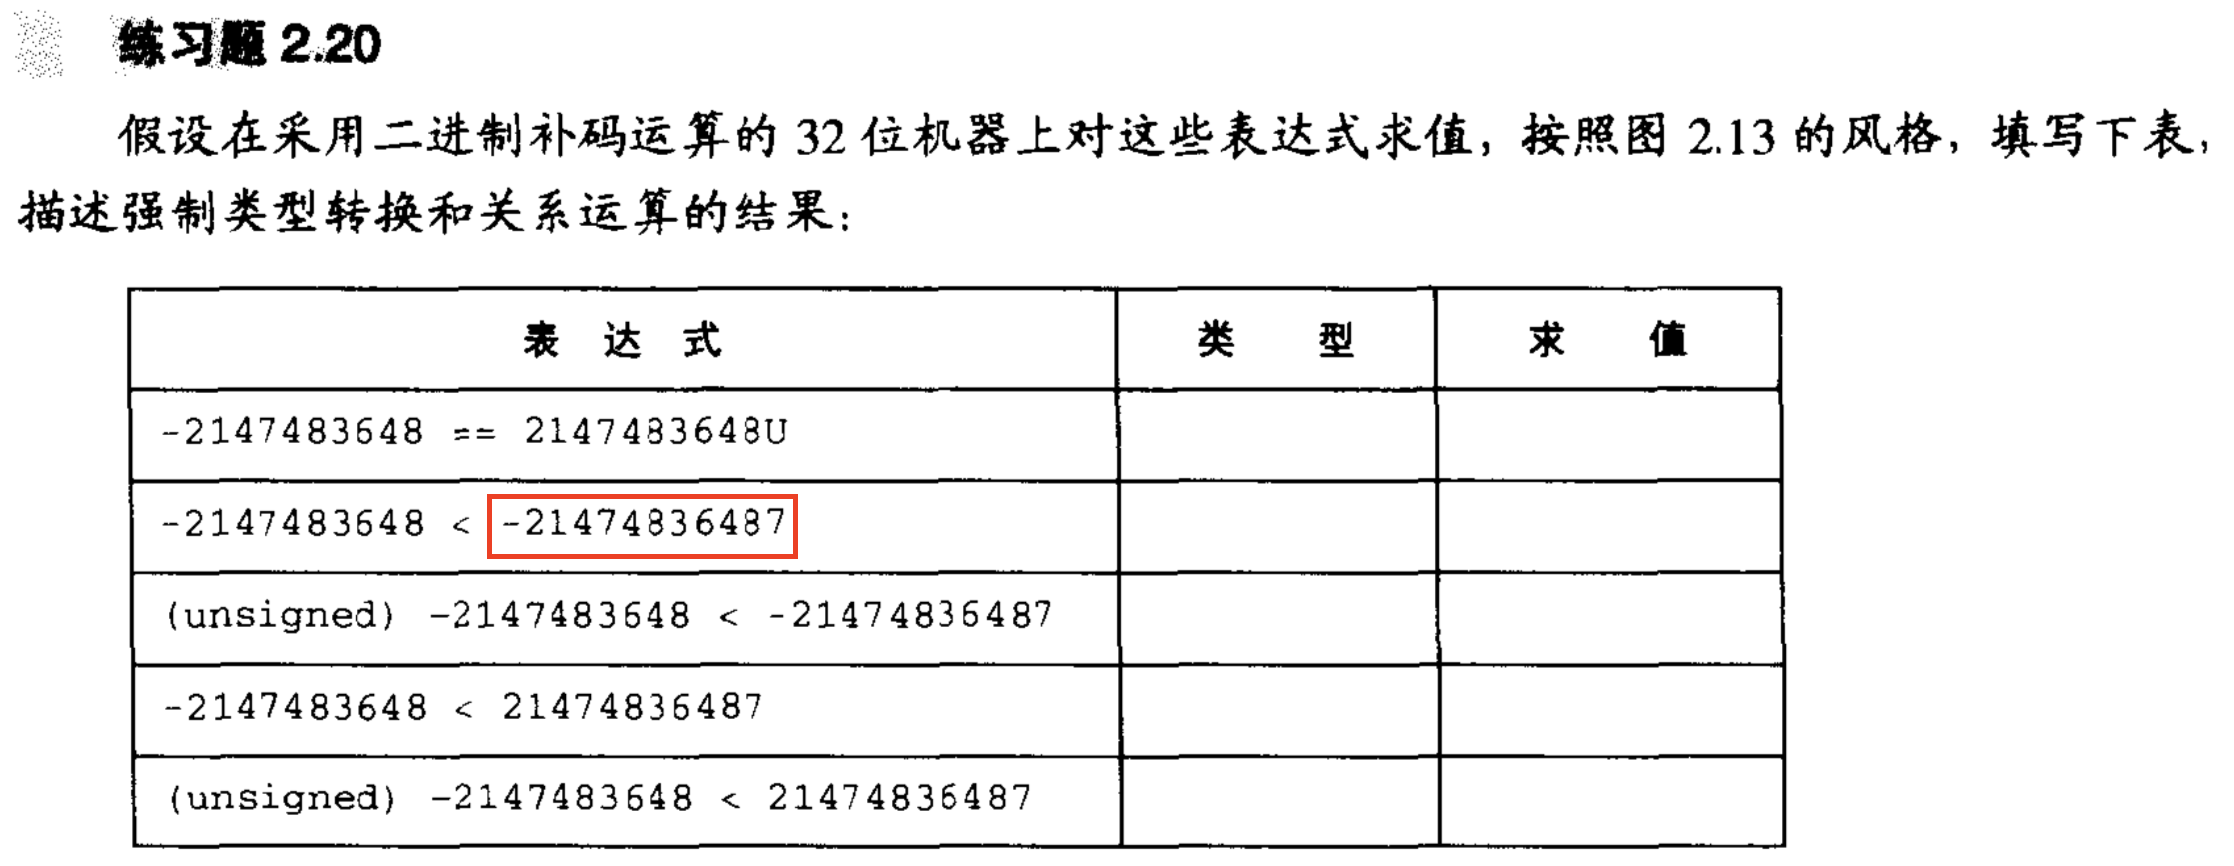 练习题 2.20
假设在采用二进制补码运算的 32 位机器上对这些表达式求值，按照图 2.13 的风格，填写下表，
描述强制类型转换和关系运算的结果：
表 达 式 类 型 求 值
-2147483648 == 2147483648U
-2147483648 < -21474836487
(unsigned) -2147483648 < -21474836487
-2147483648 < 21474836487
(unsigned) -2147483648 < 21474836487